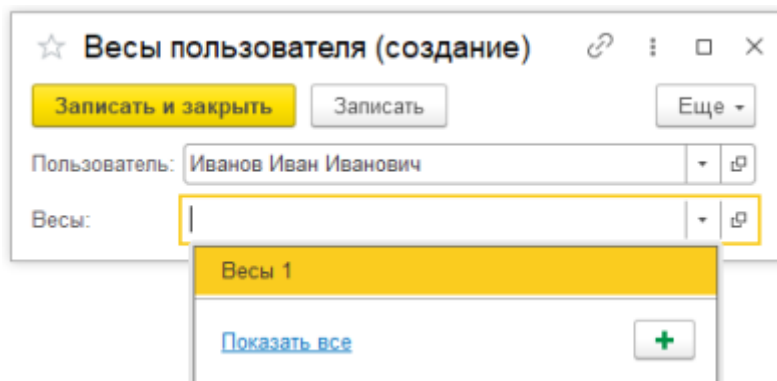 Весы пользователя (создание)
Записать и закрыть Записать Еще
Пользователь: Иванов Иван Иванович
Весы:
Весы 1
Показать все